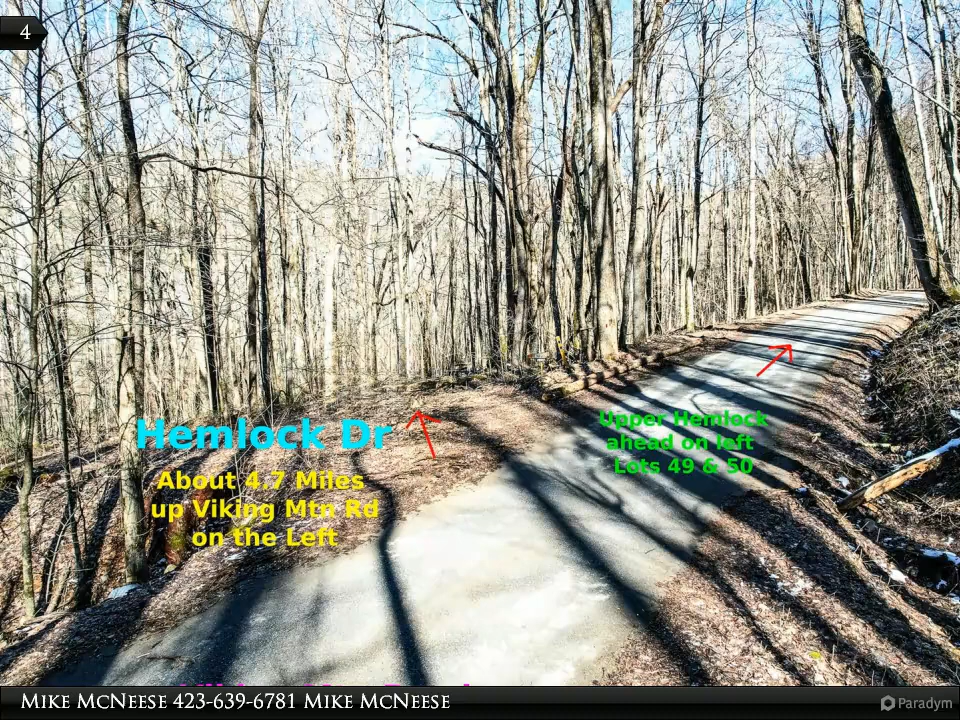 4
Hemlock Dr
About 4.7 Miles
up Viking Mtn Rd
on the Left
Upper Hemlock
ahead on left
Lots 49 & 50
Mike McNeese 423-639-6781 Mike McNeese
Paradym